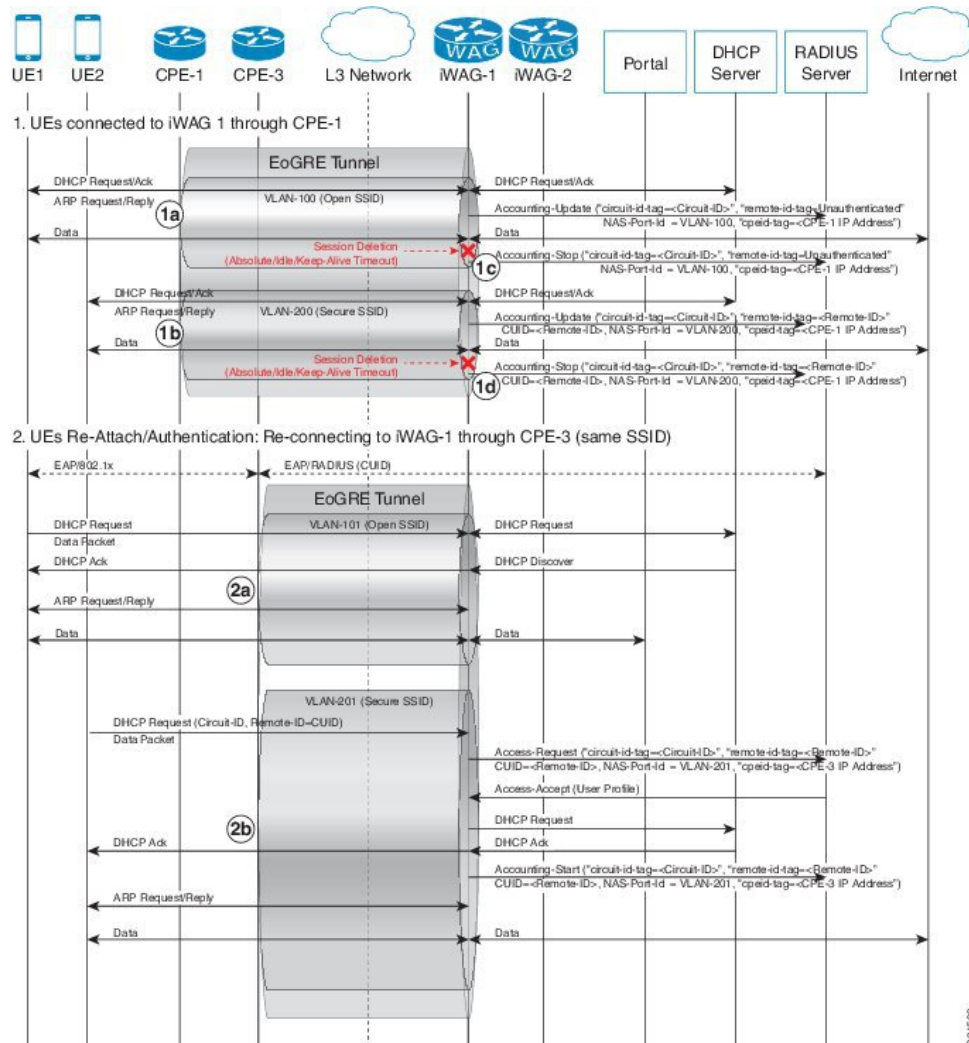 WAG WAG
UE1 UE2 CPE-1 CPE-3 L3 Network iWAG-1 iWAG-2 Portal DHCP Server RADIUS Server Internet
1. UEs connected to iWAG 1 through CPE-1
EoGRE Tunnel
DHCP Request/Ack
DHCP Request/Ack
ARP Request/Reply
1a
VLAN-100 (Open SSID)
Accounting-Update ("circuit-id-tag=<Circuit-ID>", "remote-id-tag=Unauthenticated"
NAS-Port-Id = VLAN-100, "cpeid-tag=<CPE-1 IP Address")
Data
Data
Session Deletion
(Absolute/Idle/Keep-Alive Timeout)
1c
Accounting-Stop ("circuit-id-tag=<Circuit-ID>", "remote-id-tag=Unauthenticated"
NAS-Port-Id = VLAN-100, "cpeid-tag=<CPE-1 IP Address")
DHCP Request/Ack
DHCP Request/Ack
ARP Request/Reply
1b
VLAN-200 (Secure SSID)
Accounting-Update ("circuit-id-tag=<Circuit-ID>", "remote-id-tag=<Remote-ID>"
CUID=<Remote-ID>, NAS-Port-Id = VLAN-200, "cpeid-tag=<CPE-1 IP Address")
Data
Data
Session Deletion
(Absolute/Idle/Keep-Alive Timeout)
1d
Accounting-Stop ("circuit-id-tag=<Circuit-ID>", "remote-id-tag=<Remote-ID>"
CUID=<Remote-ID>, NAS-Port-Id = VLAN-200, "cpeid-tag=<CPE-1 IP Address")
2. UEs Re-Attach/Authentication: Re-connecting to iWAG-1 through CPE-3 (same SSID)
EAP/802.1x
EAP/RADIUS (CUID)
EoGRE Tunnel
VLAN-101 (Open SSID)
DHCP Request
DHCP Request
Data Packet
DHCP Ack
DHCP Discover
2a
ARP Request/Reply
Data
Data
VLAN-201 (Secure SSID)
DHCP Request (Circuit-ID, Remote-ID=CUID)
Data Packet
Access-Request ("circuit-id-tag=<Circuit-ID>", "remote-id-tag=<Remote-ID>"
CUID=<Remote-ID>, NAS-Port-Id = VLAN-201, "cpeid-tag=<CPE-3 IP Address")
Access-Accept (User Profile)
2b
DHCP Request
DHCP Ack
DHCP Ack
Accounting-Start ("circuit-id-tag=<Circuit-ID>", "remote-id-tag=<Remote-ID>"
CUID=<Remote-ID>, NAS-Port-Id = VLAN-201, "cpeid-tag=<CPE-3 IP Address")
ARP Request/Reply
Data
Data